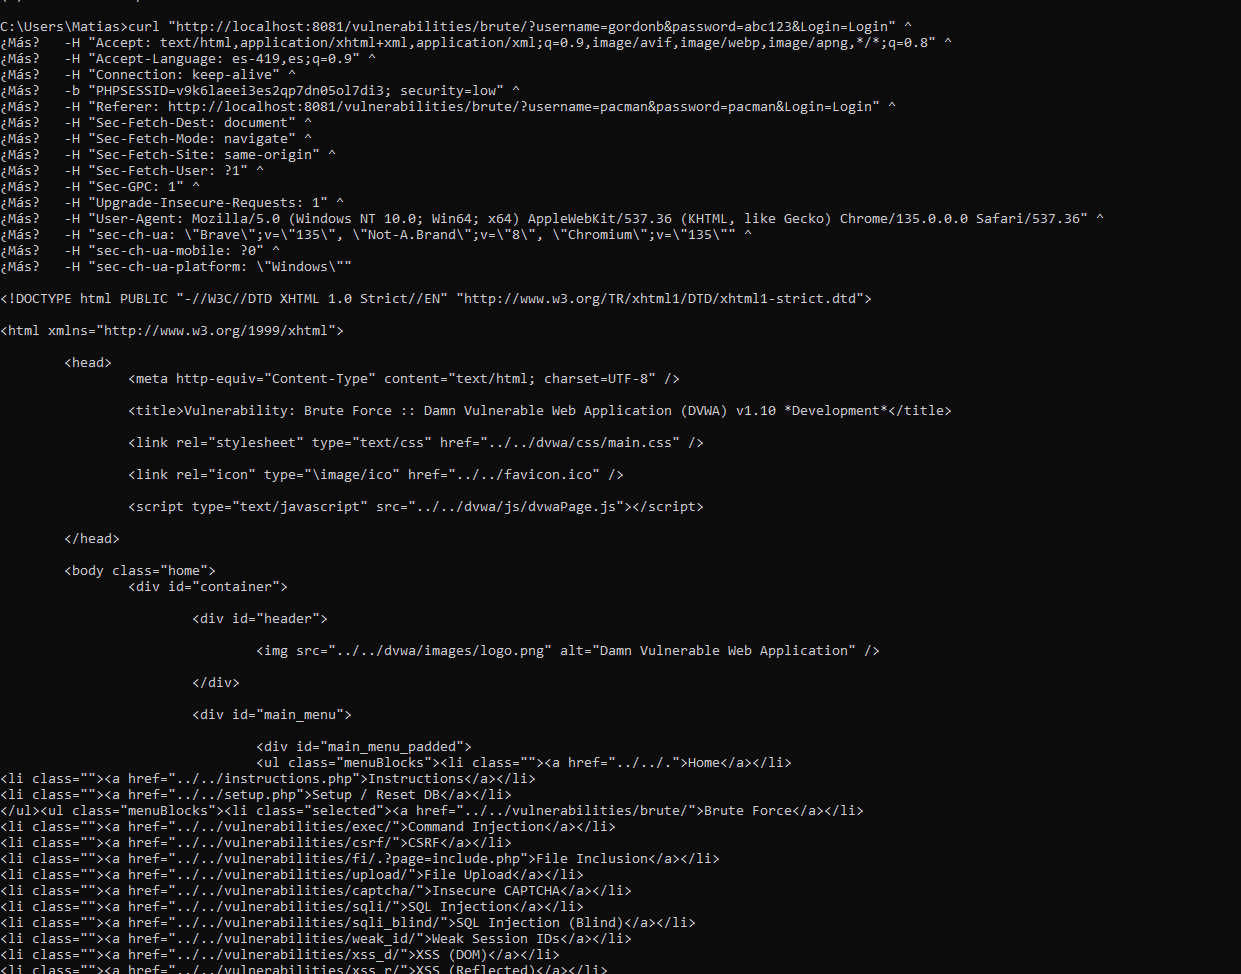 C:\Users\Matias>curl "http://localhost:8081/vulnerabilities/brute/?username=gordonb&password=abc123&Login=Login" ^
¿Más?   -H "Accept: text/html,application/xhtml+xml,application/xml;q=0.9,image/avif,image/webp,image/apng,*/*;q=0.8" ^
¿Más?   -H "Accept-Language: es-419,es;q=0.9" ^
¿Más?   -H "Connection: keep-alive" ^
¿Más?   -b "PHPSESSID=v9k6laeei3es2qp7dn05ol7di3; security=low" ^
¿Más?   -H "Referer: http://localhost:8081/vulnerabilities/brute/?username=pacman&password=pacman&Login=Login" ^
¿Más?   -H "Sec-Fetch-Dest: document" ^
¿Más?   -H "Sec-Fetch-Mode: navigate" ^
¿Más?   -H "Sec-Fetch-Site: same-origin" ^
¿Más?   -H "Sec-Fetch-User: ?1" ^
¿Más?   -H "Sec-GPC: 1" ^
¿Más?   -H "Upgrade-Insecure-Requests: 1" ^
¿Más?   -H "User-Agent: Mozilla/5.0 (Windows NT 10.0; Win64; x64) AppleWebKit/537.36 (KHTML, like Gecko) Chrome/135.0.0.0 Safari/537.36" ^
¿Más?   -H "sec-ch-ua: \"Brave\";v=\"135\", \"Not-A.Brand\";v=\"8\", \"Chromium\";v=\"135\"" ^
¿Más?   -H "sec-ch-ua-mobile: ?0" ^
¿Más?   -H "sec-ch-ua-platform: \"Windows\""
<!DOCTYPE html PUBLIC "-//W3C//DTD XHTML 1.0 Strict//EN" "http://www.w3.org/TR/xhtml1/DTD/xhtml1-strict.dtd">
<html xmlns="http://www.w3.org/1999/xhtml">
<head>
<meta http-equiv="Content-Type" content="text/html; charset=UTF-8" />
<title>Vulnerability: Brute Force :: Damn Vulnerable Web Application (DVWA) v1.10 *Development*</title>
<link rel="stylesheet" type="text/css" href="../../dvwa/css/main.css" />
<link rel="icon" type="\image/ico" href="../../favicon.ico" />
<script type="text/javascript" src="../../dvwa/js/dvwaPage.js"></script>
</head>
<body class="home">
<div id="container">
<div id="header">
<img src="../../dvwa/images/logo.png" alt="Damn Vulnerable Web Application" />
</div>
<div id="main_menu">
<div id="main_menu_padded">
<ul class="menuBlocks"><li class=""><a href="../../.">Home</a></li>
<li class=""><a href="../../instructions.php">Instructions</a></li>
<li class=""><a href="../../setup.php">Setup / Reset DB</a></li>
</ul><ul class="menuBlocks"><li class="selected"><a href="../../vulnerabilities/brute/">Brute Force</a></li>
<li class=""><a href="../../vulnerabilities/exec/">Command Injection</a></li>
<li class=""><a href="../../vulnerabilities/csrf/">CSRF</a></li>
<li class=""><a href="../../vulnerabilities/fi/.?page=include.php">File Inclusion</a></li>
<li class=""><a href="../../vulnerabilities/upload/">File Upload</a></li>
<li class=""><a href="../../vulnerabilities/captcha/">Insecure CAPTCHA</a></li>
<li class=""><a href="../../vulnerabilities/sqli/">SQL Injection</a></li>
<li class=""><a href="../../vulnerabilities/sqli_blind/">SQL Injection (Blind)</a></li>
<li class=""><a href="../../vulnerabilities/weak_id/">Weak Session IDs</a></li>
<li class=""><a href="../../vulnerabilities/xss_d/">XSS (DOM)</a></li>
<li class=""><a href="../../vulnerabilities/xss_r/">XSS (Reflected)</a></li>